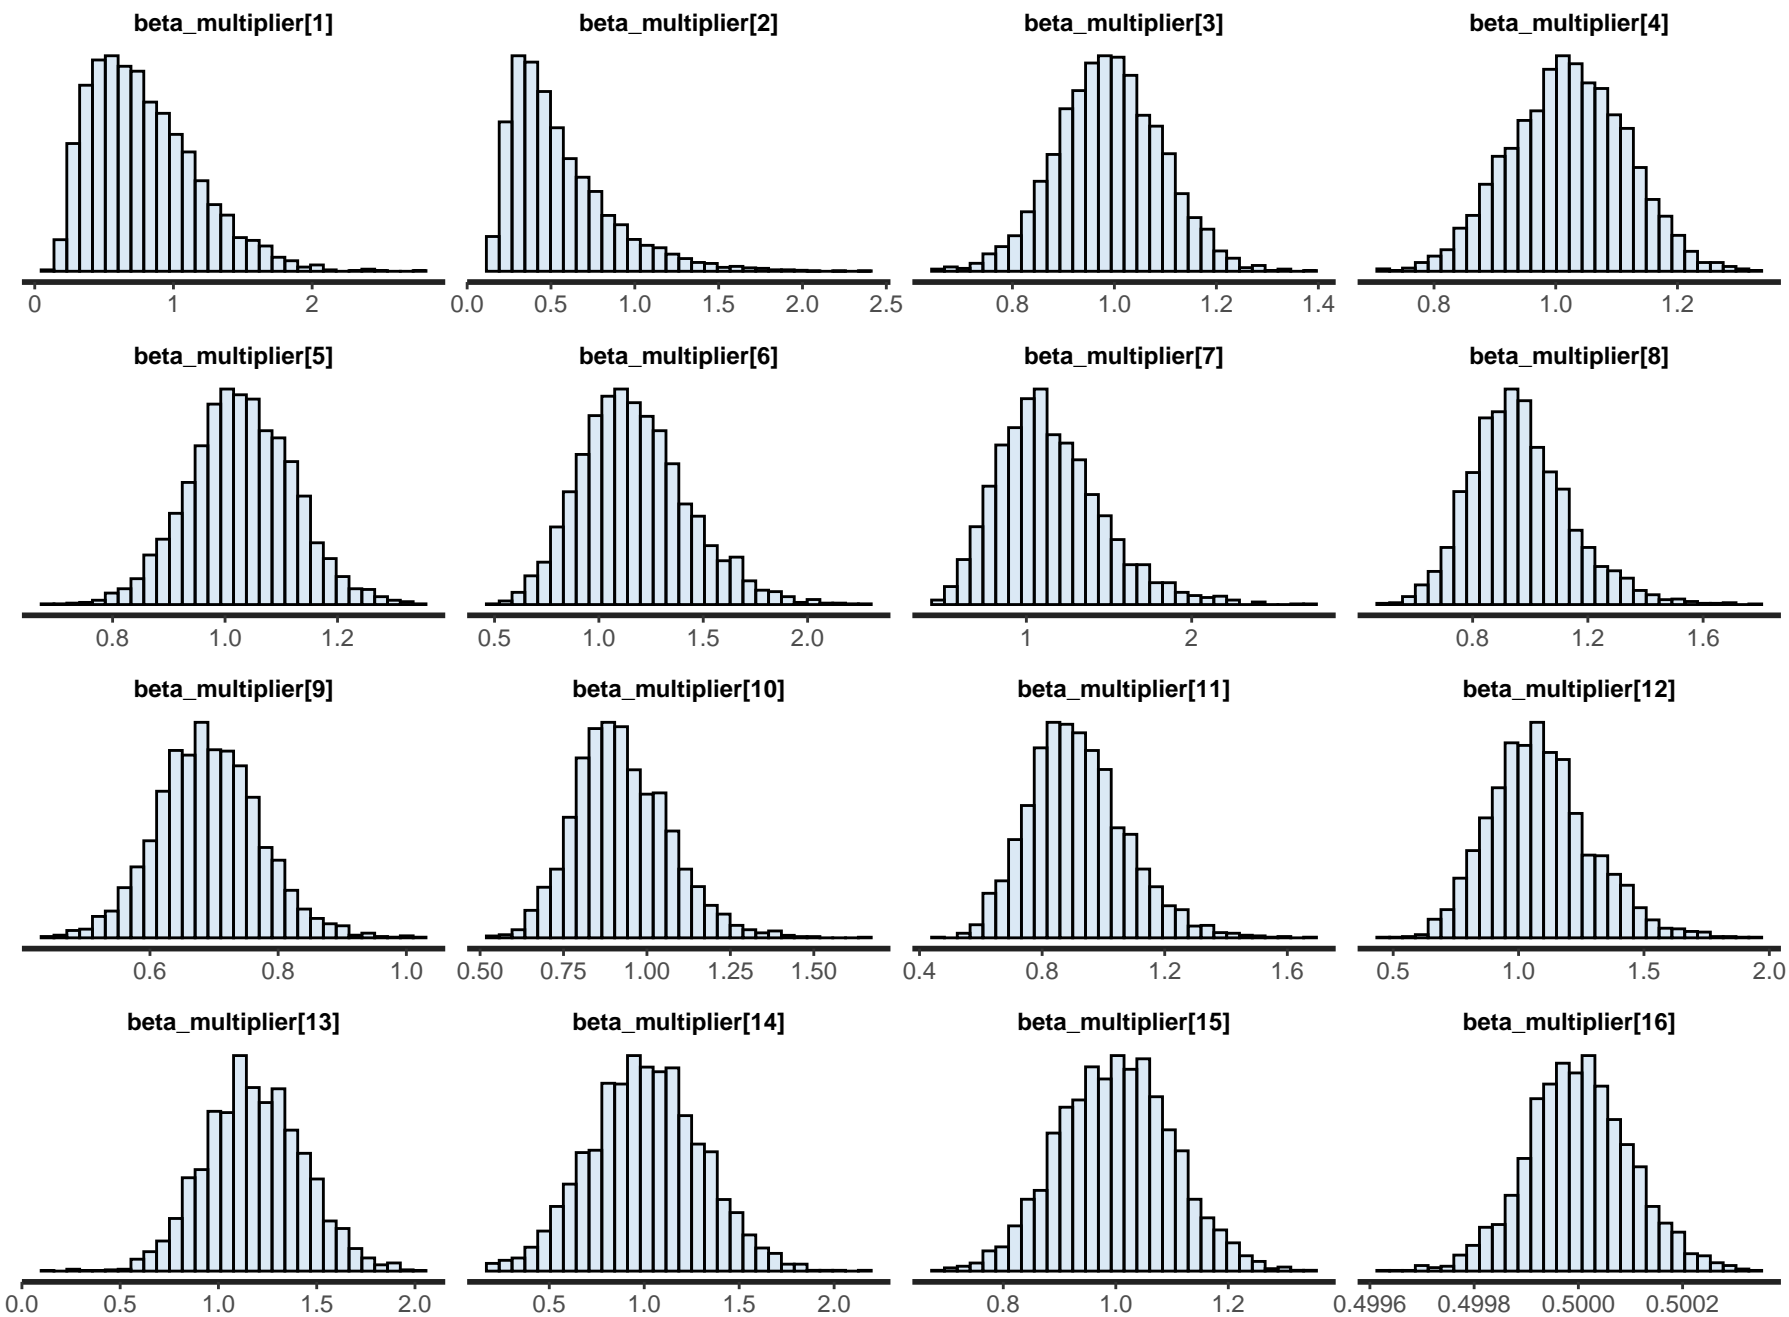 beta_multiplier[1] beta_multiplier[2] beta_multiplier[3] beta_multiplier[4]
0 1 2 0.0 0.5 1.0 1.5 2.0 2.5 0.8 1.0 1.2 1.4 0.8 1.0 1.2
beta_multiplier[5] beta_multiplier[6] beta_multiplier[7] beta_multiplier[8]
0.8 1.0 1.2 0.5 1.0 1.5 2.0 1 2 0.8 1.2 1.6
beta_multiplier[9] beta_multiplier[10] beta_multiplier[11] beta_multiplier[12]
0.6 0.8 1.0 0.50 0.75 1.00 1.25 1.50 0.4 0.8 1.2 1.6 0.5 1.0 1.5 2.0
beta_multiplier[13] beta_multiplier[14] beta_multiplier[15] beta_multiplier[16]
0.0 0.5 1.0 1.5 2.0 0.5 1.0 1.5 2.0 0.8 1.0 1.2 0.4996 0.4998 0.5000 0.5002